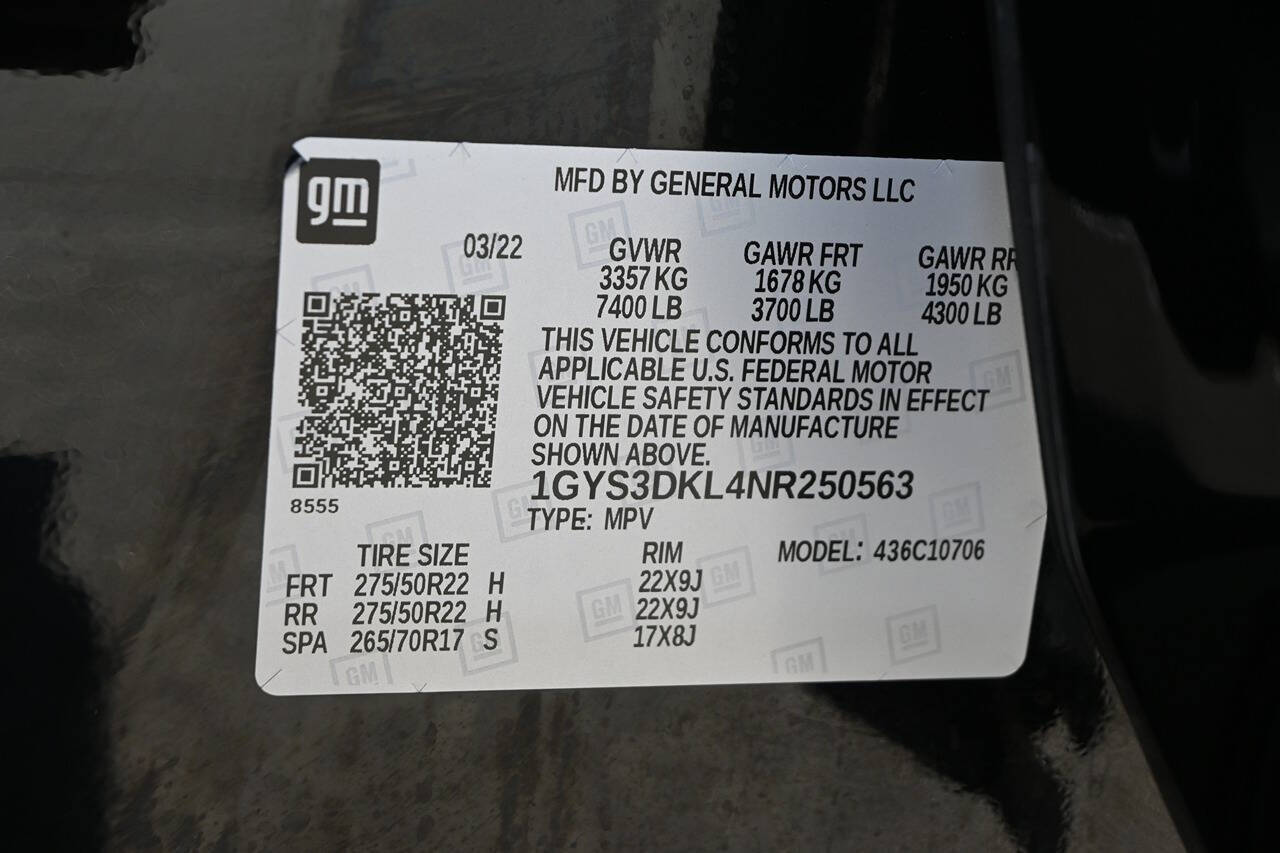 gm
MFD BY GENERAL MOTORS LLC
03/22 GVWR GAWR FRT GAWR RR
3357 KG 1678 KG 1950 KG
7400 LB 3700 LB 4300 LB
THIS VEHICLE CONFORMS TO ALL
APPLICABLE U.S. FEDERAL MOTOR
VEHICLE SAFETY STANDARDS IN EFFECT
ON THE DATE OF MANUFACTURE
SHOWN ABOVE.
1GYS3DKL4NR250563
8555
TYPE: MPV
TIRE SIZE RIM MODEL: 436C10706
FRT 275/50R22 H 22X9J
RR 275/50R22 H 22X9J
SPA 265/70R17 S 17X8J